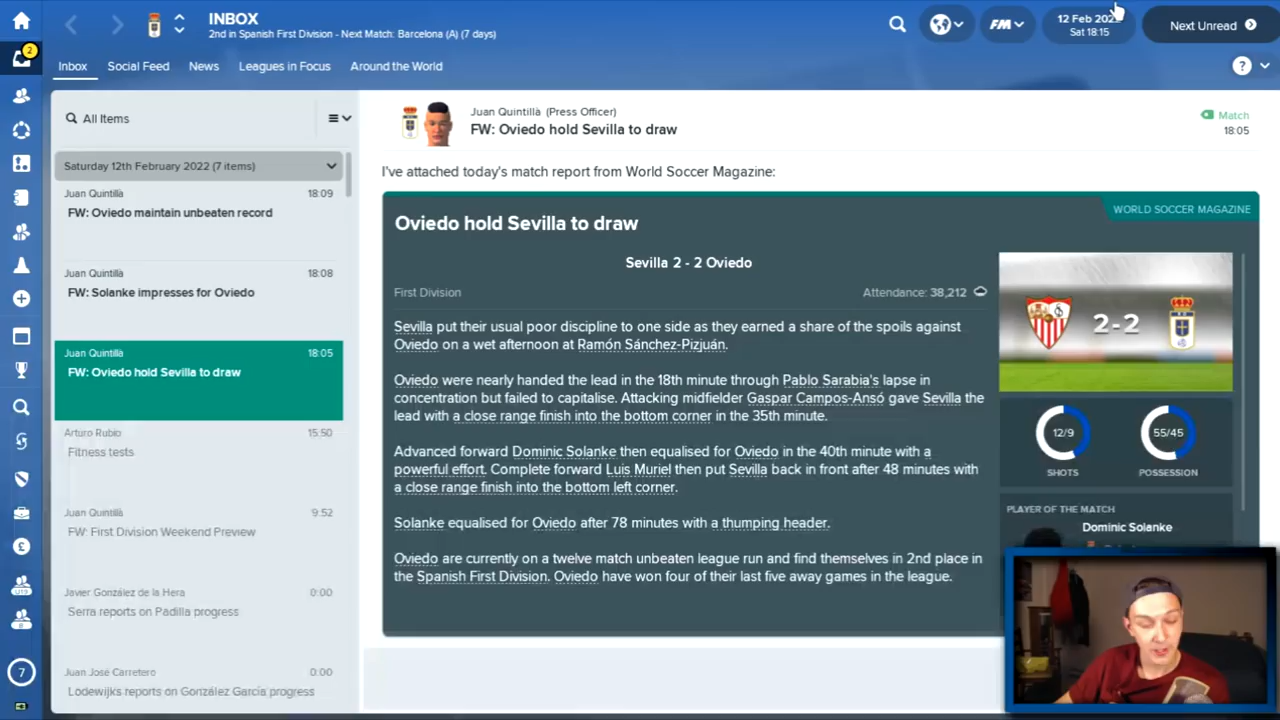 INBOX
2nd in Spanish First Division - Next Match: Barcelona (A) (7 days)
FM
12 Feb
Sat 18:15
Next Unread
2
Inbox
Social Feed
News
Leagues in Focus
Around the World
?
All Items
Saturday 12th February 2022 (7 items)
Juan Quintillà 18:09
FW: Oviedo maintain unbeaten record
Juan Quintillà 18:08
FW: Solanke impresses for Oviedo
Juan Quintillà 18:05
FW: Oviedo hold Sevilla to draw
Arturo Rubio 15:50
Fitness tests
Juan Quintillà 9:52
FW: First Division Weekend Preview
Javier González de la Hera 0:00
Serra reports on Padilla progress
Juan José Carretero 0:00
Lodewijks reports on González García progress
U19
B
7
Juan Quintillà (Press Officer)
FW: Oviedo hold Sevilla to draw
Match
18:05
I've attached today's match report from World Soccer Magazine:
WORLD SOCCER MAGAZINE
Oviedo hold Sevilla to draw
Sevilla 2 - 2 Oviedo
First Division
Attendance: 38,212
Sevilla put their usual poor discipline to one side as they earned a share of the spoils against
Oviedo on a wet afternoon at Ramón Sánchez-Pizjuán.
Oviedo were nearly handed the lead in the 18th minute through Pablo Sarabia's lapse in
concentration but failed to capitalise. Attacking midfielder Gaspar Campos-Ansó gave Sevilla the
lead with a close range finish into the bottom corner in the 35th minute.
Advanced forward Dominic Solanke then equalised for Oviedo in the 40th minute with a
powerful effort. Complete forward Luis Muriel then put Sevilla back in front after 48 minutes with
a close range finish into the bottom left corner.
Solanke equalised for Oviedo after 78 minutes with a thumping header.
Oviedo are currently on a twelve match unbeaten league run and find themselves in 2nd place in
the Spanish First Division. Oviedo have won four of their last five away games in the league.
2-2
12/9
SHOTS
55/45
POSSESSION
PLAYER OF THE MATCH
Dominic Solanke